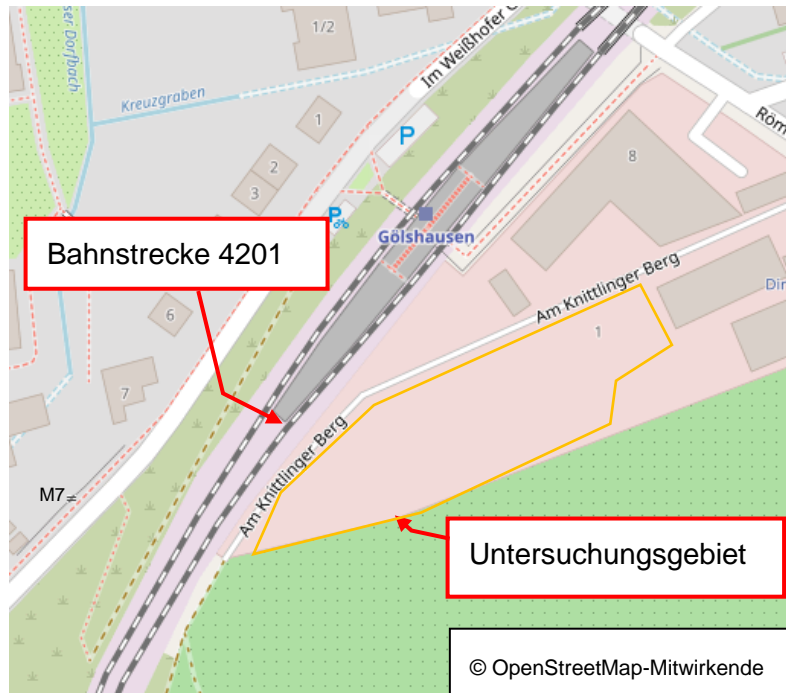 1/2
ser Dorfbach
Im Weißhofer G
Kreuzgraben
1
P
Röm
8
2
3
P
Gölshausen
Bahnstrecke 4201
Am Knittlinger Berg
Din
6
1
7
Am Knittlinger Berg
M7
Untersuchungsgebiet
© OpenStreetMap-Mitwirkende